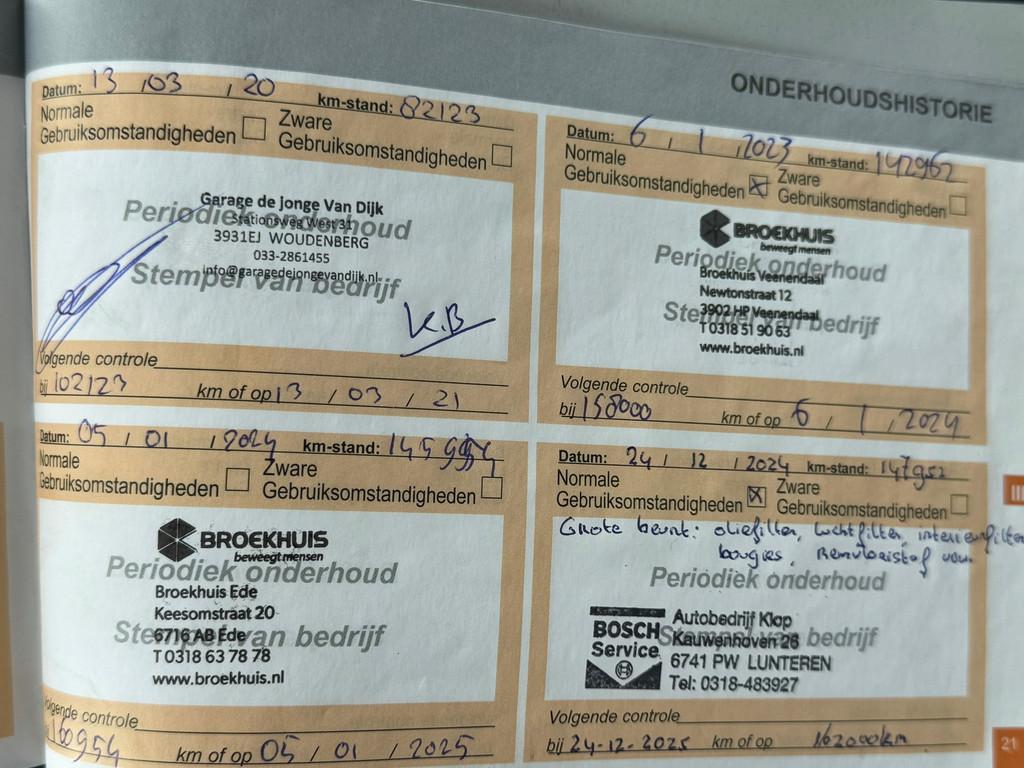 ONDERHOUDSHISTORIE
Datum: 13 / 03 / 20 km-stand: 82123
Normale Gebruiksomstandigheden Zware Gebruiksomstandigheden
Periodiek onderhoud
Stempel van bedrijf
Garage de Jonge Van Dijk
Stationsweg West 31
3931EJ WOUDENBERG
033-2861455
info@garagedejongevandijk.nl
K.B
Volgende controle
bij 102123 km of op 13 / 03 / 21
Datum: 6 / 1 / 2023 km-stand: 142962
Normale Gebruiksomstandigheden Zware Gebruiksomstandigheden
BROEKHUIS
beweegt mensen
Periodiek onderhoud
Stempel van bedrijf
Broekhuis Veenendaal
Newtonstraat 12
3902 HP Veenendaal
T 0318 51 90 63
www.broekhuis.nl
Volgende controle
bij 158000 km of op 6 / 1 / 2024
Datum: 05 / 01 / 2024 km-stand:
Normale Gebruiksomstandigheden Zware Gebruiksomstandigheden
BROEKHUIS
beweegt mensen
Periodiek onderhoud
Stempel van bedrijf
Broekhuis Ede
Keesomstraat 20
6716 AB Ede
T 0318 63 78 78
www.broekhuis.nl
Volgende controle
160954 km of op 05 / 01 / 2025
Datum: 24 / 12 / 2024 km-stand: 147952
Normale Gebruiksomstandigheden Zware Gebruiksomstandigheden
Grote beurt: oliefilter, luchtfilter, interieurfilter
bougies, Remvloeistof
Periodiek onderhoud
Stempel van bedrijf
BOSCH
Service
Autobedrijf Klop
Kauwenhoven 26
6741 PW LUNTEREN
Tel: 0318-483927
Volgende controle
bij 24-12-2025 km of op 162000km
21